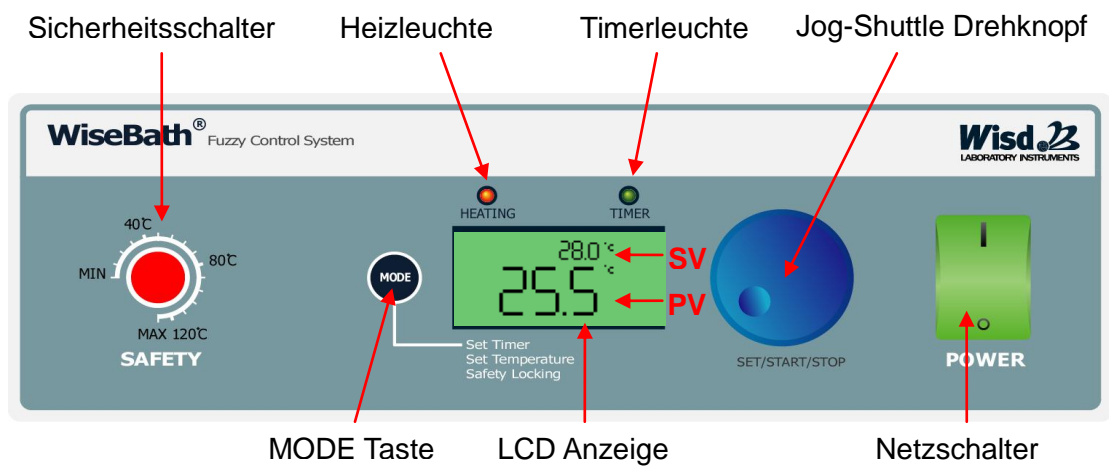 Sicherheitsschalter Heizleuchte Timerleuchte Jog-Shuttle Drehknopf
WiseBath® Fuzzy Control System
Wisd
LABORATORY INSTRUMENTS
HEATING TIMER
40℃
80℃
MIN
MAX 120℃
SAFETY
MODE
28.0 ℃ SV
25.5 ℃ PV
Set Timer
Set Temperature
Safety Locking
SET/START/STOP
POWER
MODE Taste LCD Anzeige Netzschalter